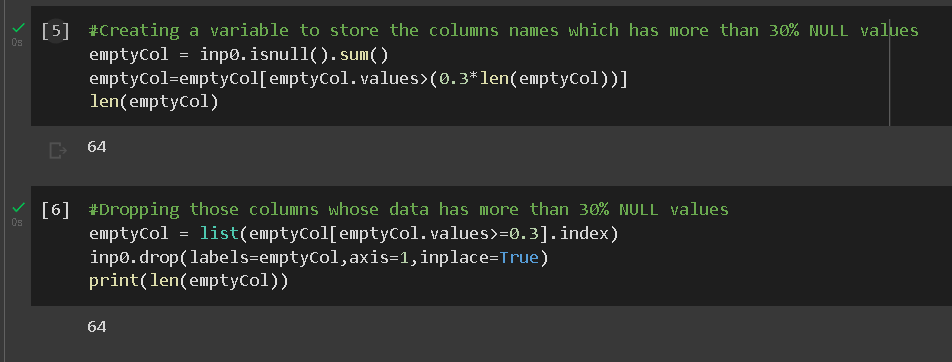 [5] #Creating a variable to store the columns names which has more than 30% NULL values
0s emptyCol = inp0.isnull().sum()
emptyCol=emptyCol[emptyCol.values>(0.3*len(emptyCol))]
len(emptyCol)
64
[6] #Dropping those columns whose data has more than 30% NULL values
0s emptyCol = list(emptyCol[emptyCol.values>=0.3].index)
inp0.drop(labels=emptyCol,axis=1,inplace=True)
print(len(emptyCol))
64